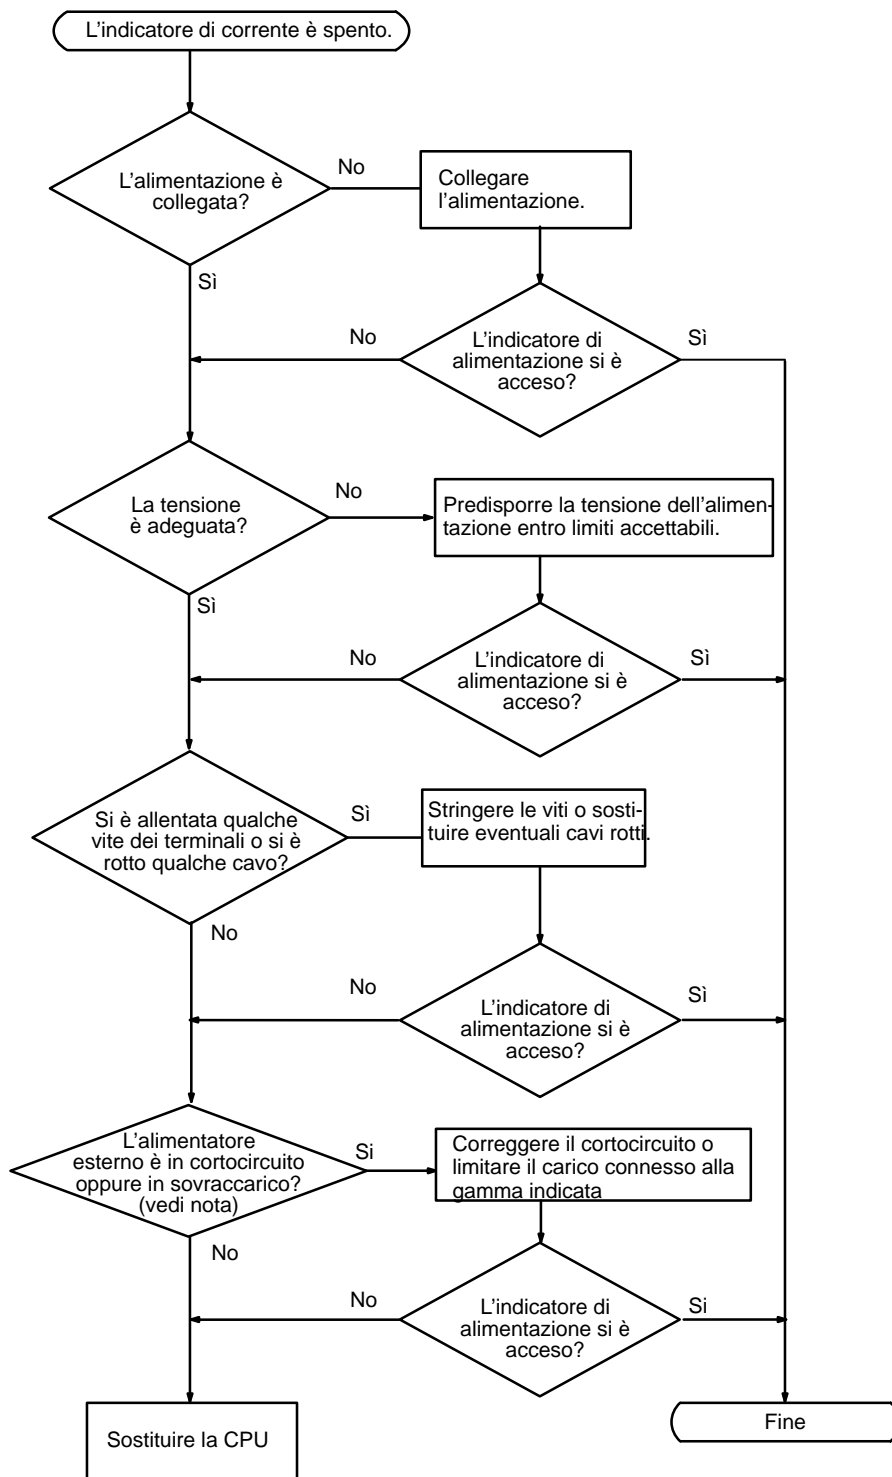 L'indicatore di corrente è spento.
L'alimentazione è
collegata?
No
Collegare
l'alimentazione.
Sì
No
L'indicatore di
alimentazione si è
acceso?
Sì
La tensione
è adeguata?
No
Predisporre la tensione dell'alimen-
tazione entro limiti accettabili.
Sì
No
L'indicatore di
alimentazione si è
acceso?
Sì
Si è allentata qualche
vite dei terminali o si è
rotto qualche cavo?
Sì
Stringere le viti o sosti-
tuire eventuali cavi rotti.
No
No
L'indicatore di
alimentazione si è
acceso?
Sì
L'alimentatore
esterno è in cortocircuito
oppure in sovraccarico?
(vedi nota)
Si
Correggere il cortocircuito o
limitare il carico connesso alla
gamma indicata
No
No
L'indicatore di
alimentazione si è
acceso?
Si
Sostituire la CPU
Fine